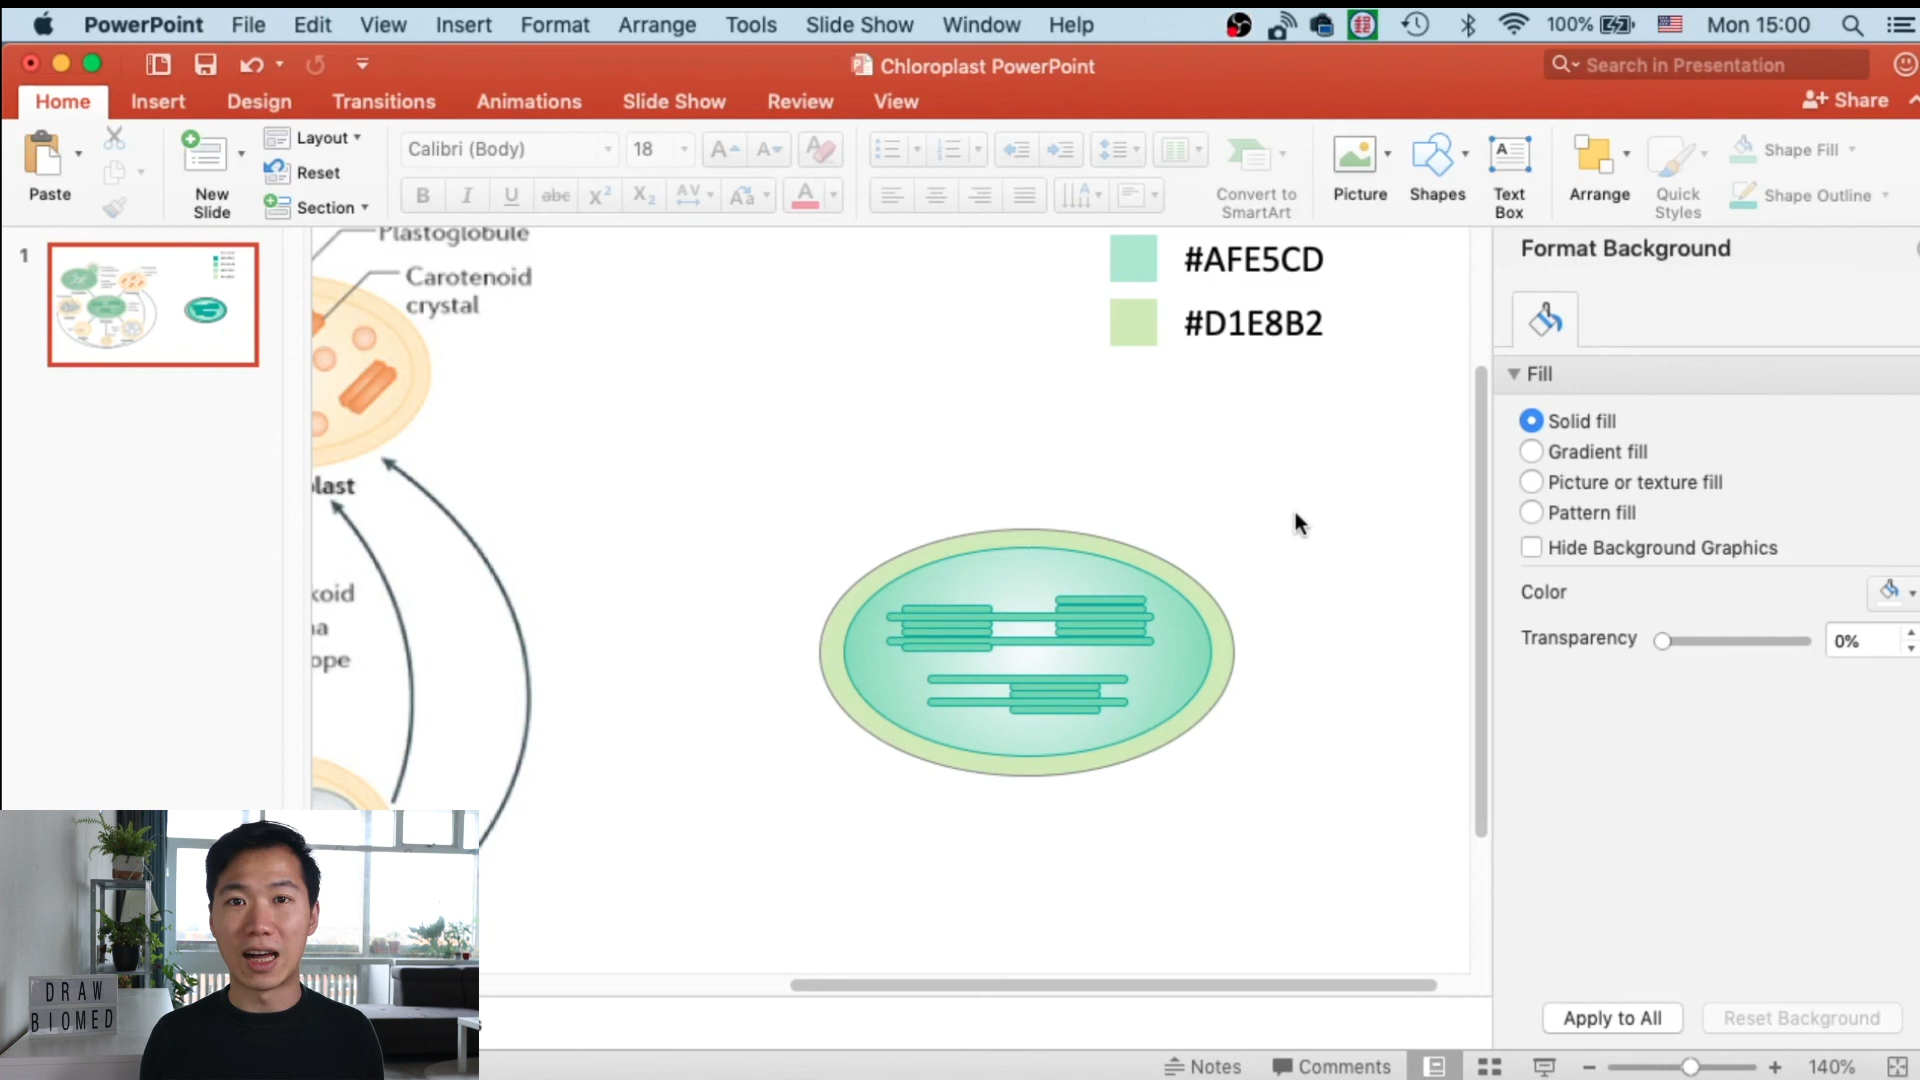 PowerPoint File Edit View Insert Format Arrange Tools Slide Show Window Help 100% Mon 15:00
Chloroplast PowerPoint
Search in Presentation
Home Insert Design Transitions Animations Slide Show Review View Share
Paste
New Slide
Layout
Reset
Section
Calibri (Body) 18
Convert to SmartArt
Picture
Shapes
Text Box
Arrange
Quick Styles
Shape Fill
Shape Outline
1
Plastoglobule
Carotenoid
crystal
last
koid
na
ope
#AFE5CD
#D1E8B2
Format Background
Fill
Solid fill
Gradient fill
Picture or texture fill
Pattern fill
Hide Background Graphics
Color
Transparency 0%
Apply to All Reset Background
DRAW
BIOMED
Notes Comments 140%